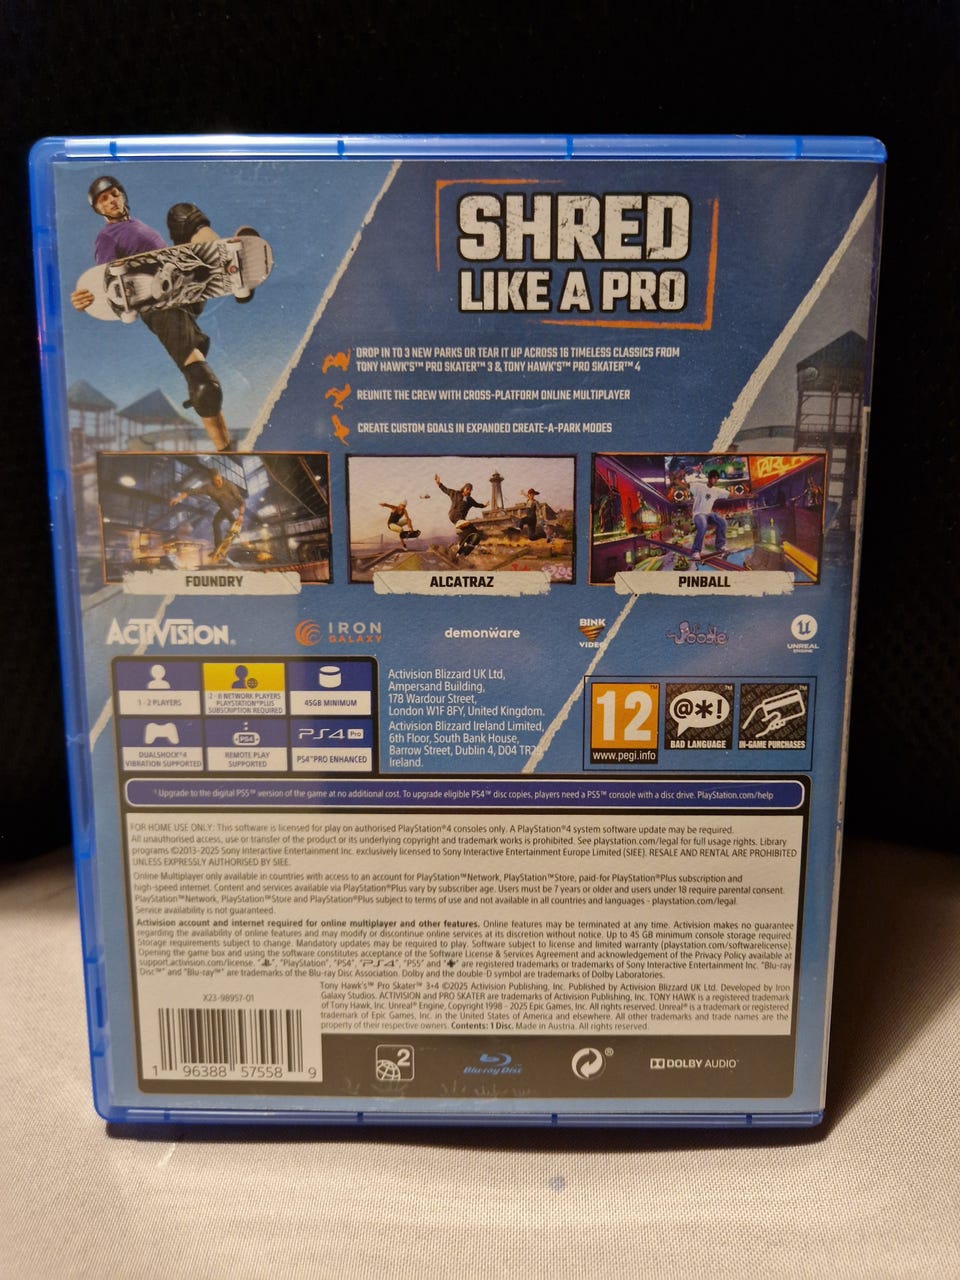 SHRED
LIKE A PRO
DROP IN TO 3 NEW PARKS OR TEAR IT UP ACROSS 16 TIMELESS CLASSICS FROM
TONY HAWK'S™ PRO SKATER™ 3 & TONY HAWK'S™ PRO SKATER™ 4
REUNITE THE CREW WITH CROSS-PLATFORM ONLINE MULTIPLAYER
CREATE CUSTOM GOALS IN EXPANDED CREATE-A-PARK MODES
FOUNDRY
ALCATRAZ
PINBALL
ACTIVISION®
IRON
GALAXY
demonware
BINK
VIDEO
Oodle
UNREAL
ENGINE
1 - 2 PLAYERS
2 - 8 NETWORK PLAYERS
PLAYSTATION®PLUS
SUBSCRIPTION REQUIRED
45GB MINIMUM
DUALSHOCK®4
VIBRATION SUPPORTED
PS4
REMOTE PLAY
SUPPORTED
PS4 Pro
PS4™PRO ENHANCED
Activision Blizzard UK Ltd,
Ampersand Building,
178 Wardour Street,
London W1F 8FY, United Kingdom.
Activision Blizzard Ireland Limited,
6th Floor, South Bank House,
Barrow Street, Dublin 4, D04 TR29
Ireland.
12™
www.pegi.info
@*!
BAD LANGUAGE
IN-GAME PURCHASES
¹ Upgrade to the digital PS5™ version of the game at no additional cost. To upgrade eligible PS4™ disc copies, players need a PS5™ console with a disc drive. PlayStation.com/help
FOR HOME USE ONLY: This software is licensed for play on authorised PlayStation®4 consoles only. A PlayStation®4 system software update may be required.
All unauthorised access, use or transfer of the product or its underlying copyright and trademark works is prohibited. See playstation.com/legal for full usage rights. Library
programs ©2013-2025 Sony Interactive Entertainment Inc. exclusively licensed to Sony Interactive Entertainment Europe Limited (SIEE). RESALE AND RENTAL ARE PROHIBITED
UNLESS EXPRESSLY AUTHORISED BY SIEE.
Online Multiplayer only available in countries with access to an account for PlayStation™Network, PlayStation™Store, paid-for PlayStation®Plus subscription and
high-speed internet. Content and services available via PlayStation®Plus vary by subscriber age. Users must be 7 years or older and users under 18 require parental consent.
PlayStation™Network, PlayStation™Store and PlayStation®Plus subject to terms of use and not available in all countries and languages - playstation.com/legal.
Service availability is not guaranteed.
Activision account and internet required for online multiplayer and other features. Online features may be terminated at any time. Activision makes no guarantee
regarding the availability of online features and may modify or discontinue online services at its discretion without notice. Up to 45 GB minimum console storage required.
Storage requirements subject to change. Mandatory updates may be required to play. Software subject to license and limited warranty (playstation.com/softwarelicense).
Opening the game box and using the software constitutes acceptance of the Software License & Services Agreement and acknowledgement of the Privacy Policy available at
support.activision.com/license. "PlayStation", "PS4", "PS4", "PS5" and are registered trademarks or trademarks of Sony Interactive Entertainment Inc. "Blu-ray
Disc™" and "Blu-ray™" are trademarks of the Blu-ray Disc Association. Dolby and the double-D symbol are trademarks of Dolby Laboratories.
Tony Hawk's™ Pro Skater™ 3+4 ©2025 Activision Publishing, Inc. Published by Activision Blizzard UK Ltd. Developed by Iron
Galaxy Studios. ACTIVISION and PRO SKATER are trademarks of Activision Publishing, Inc. TONY HAWK is a registered trademark
of Tony Hawk, Inc. Unreal® Engine, Copyright 1998 - 2025 Epic Games, Inc. All rights reserved. Unreal® is a trademark or registered
trademark of Epic Games, Inc. in the United States of America and elsewhere. All other trademarks and trade names are the
property of their respective owners. Contents: 1 Disc. Made in Austria. All rights reserved.
X23-98957-01
1 96388 57558 9
2
Blu-ray Disc
®
DOLBY AUDIO™